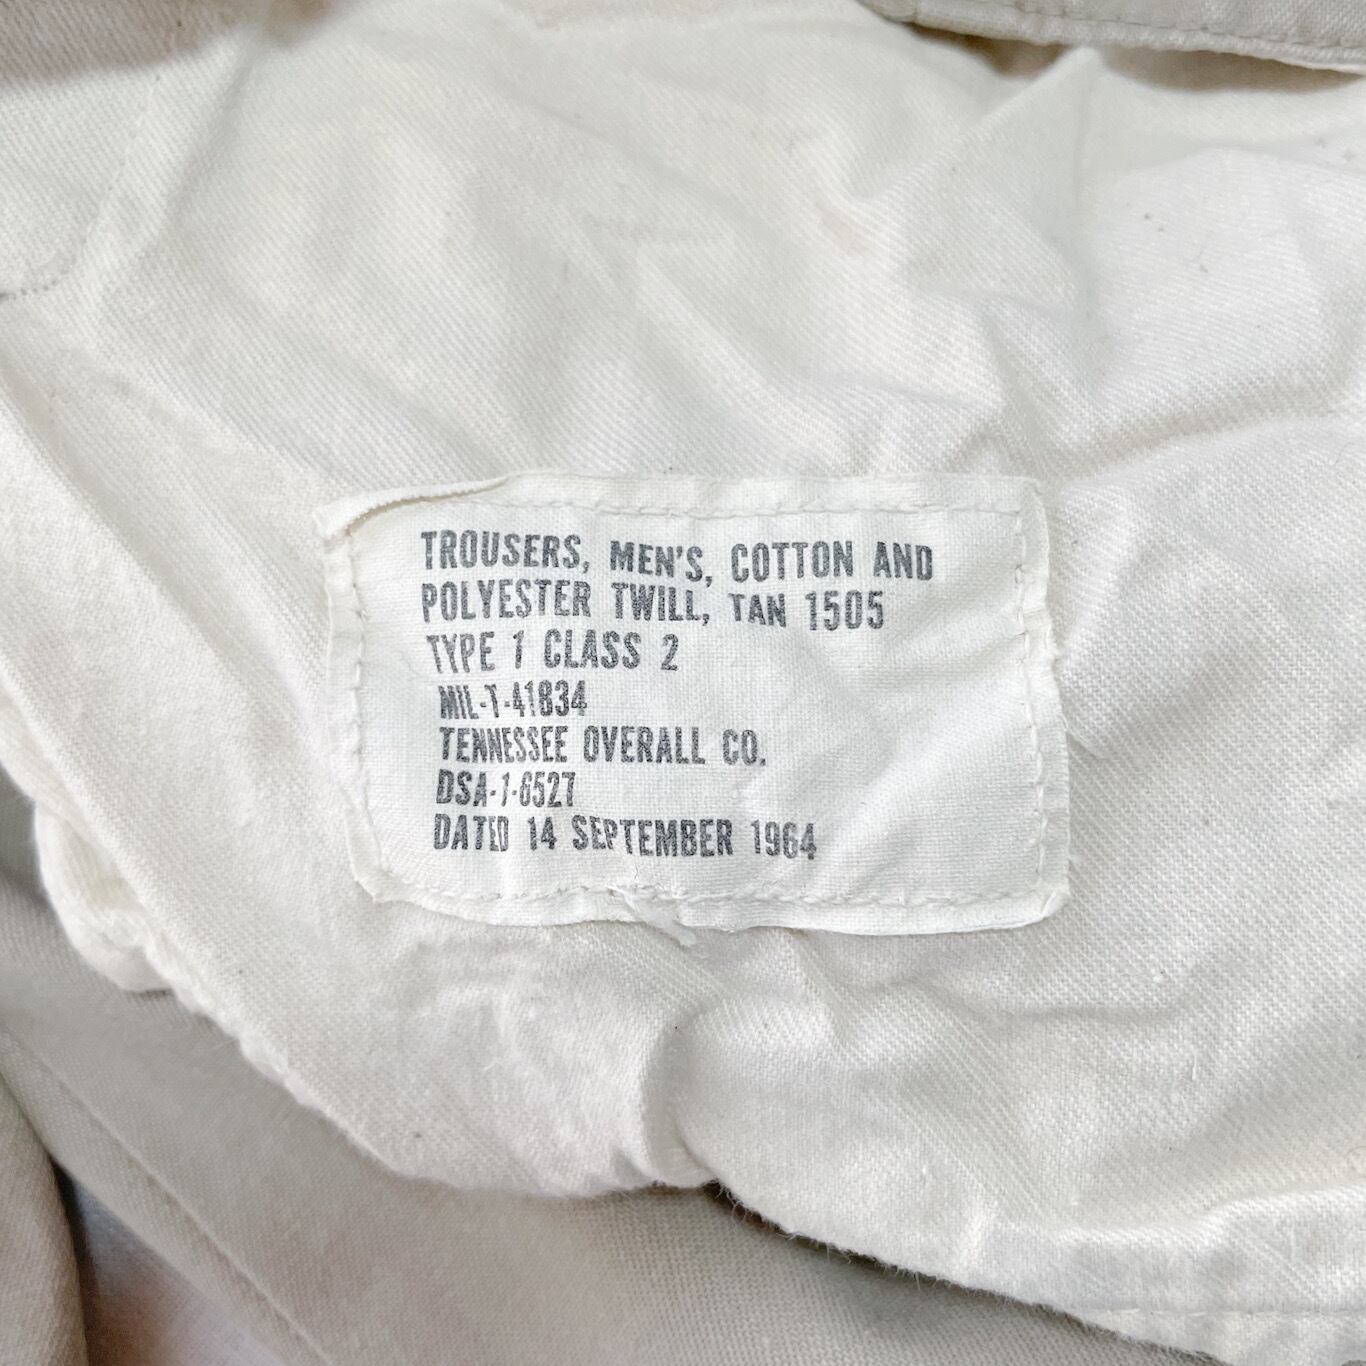 TROUSERS, MEN'S, COTTON AND
POLYESTER TWILL, TAN 1505
TYPE 1 CLASS 2
MIL-T-41834
TENNESSEE OVERALL CO.
DSA-1-6527
DATED 14 SEPTEMBER 1964